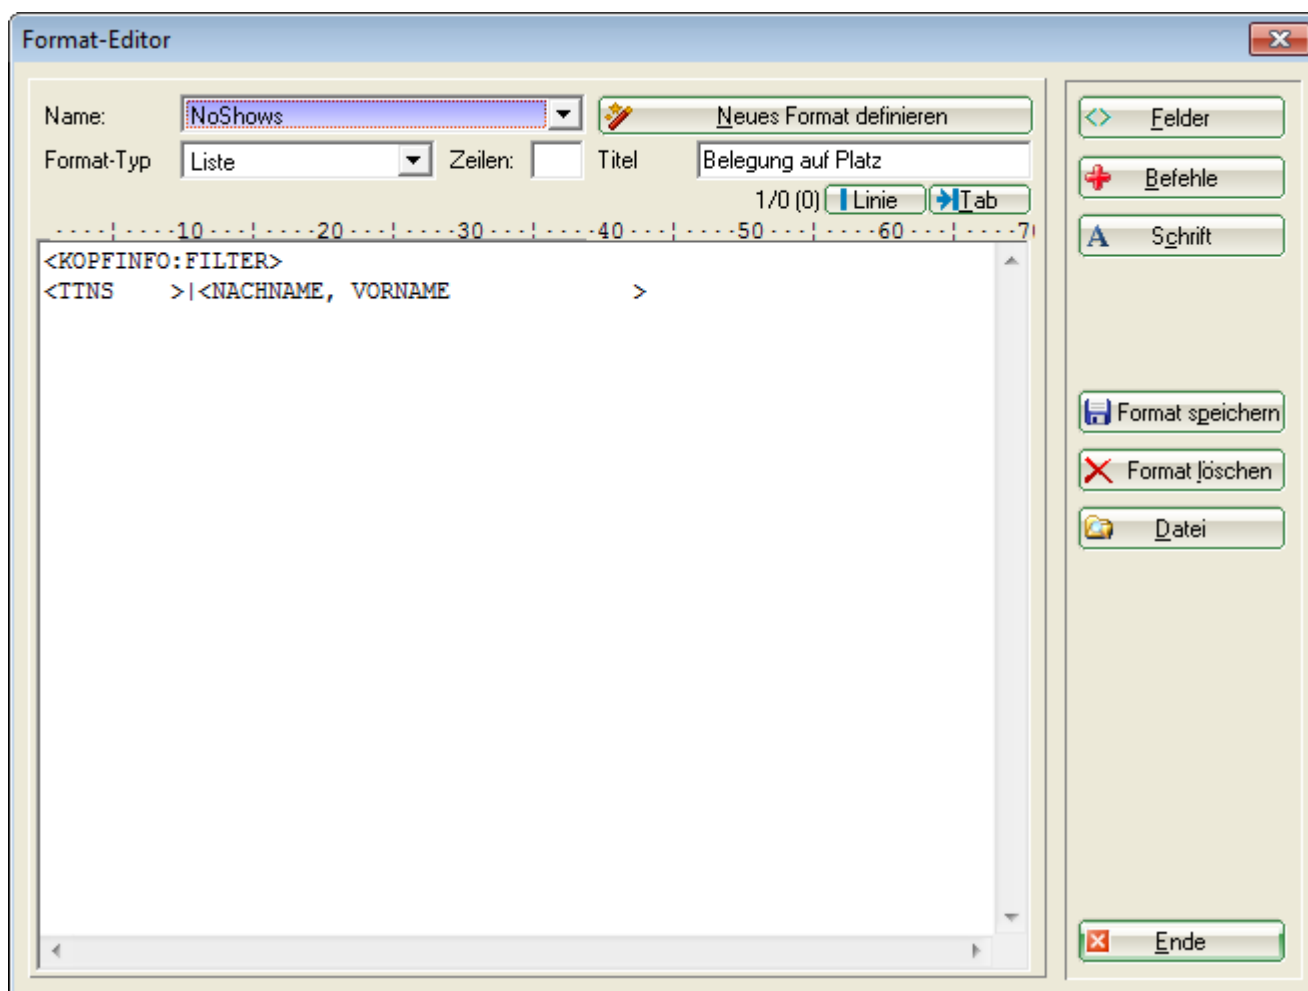 Format-Editor
Name: NoShows Neues Format definieren
Format-Typ Liste Zeilen: Titel Belegung auf Platz
1/0 (0) Linie Tab
----¦----10---¦----20---¦----30---¦----40---¦----50---¦----60---¦----7
<KOPFINFO:FILTER>
<TTNS    >|<NACHNAME, VORNAME             >
Felder
Befehle
Schrift
Format speichern
Format löschen
Datei
Ende